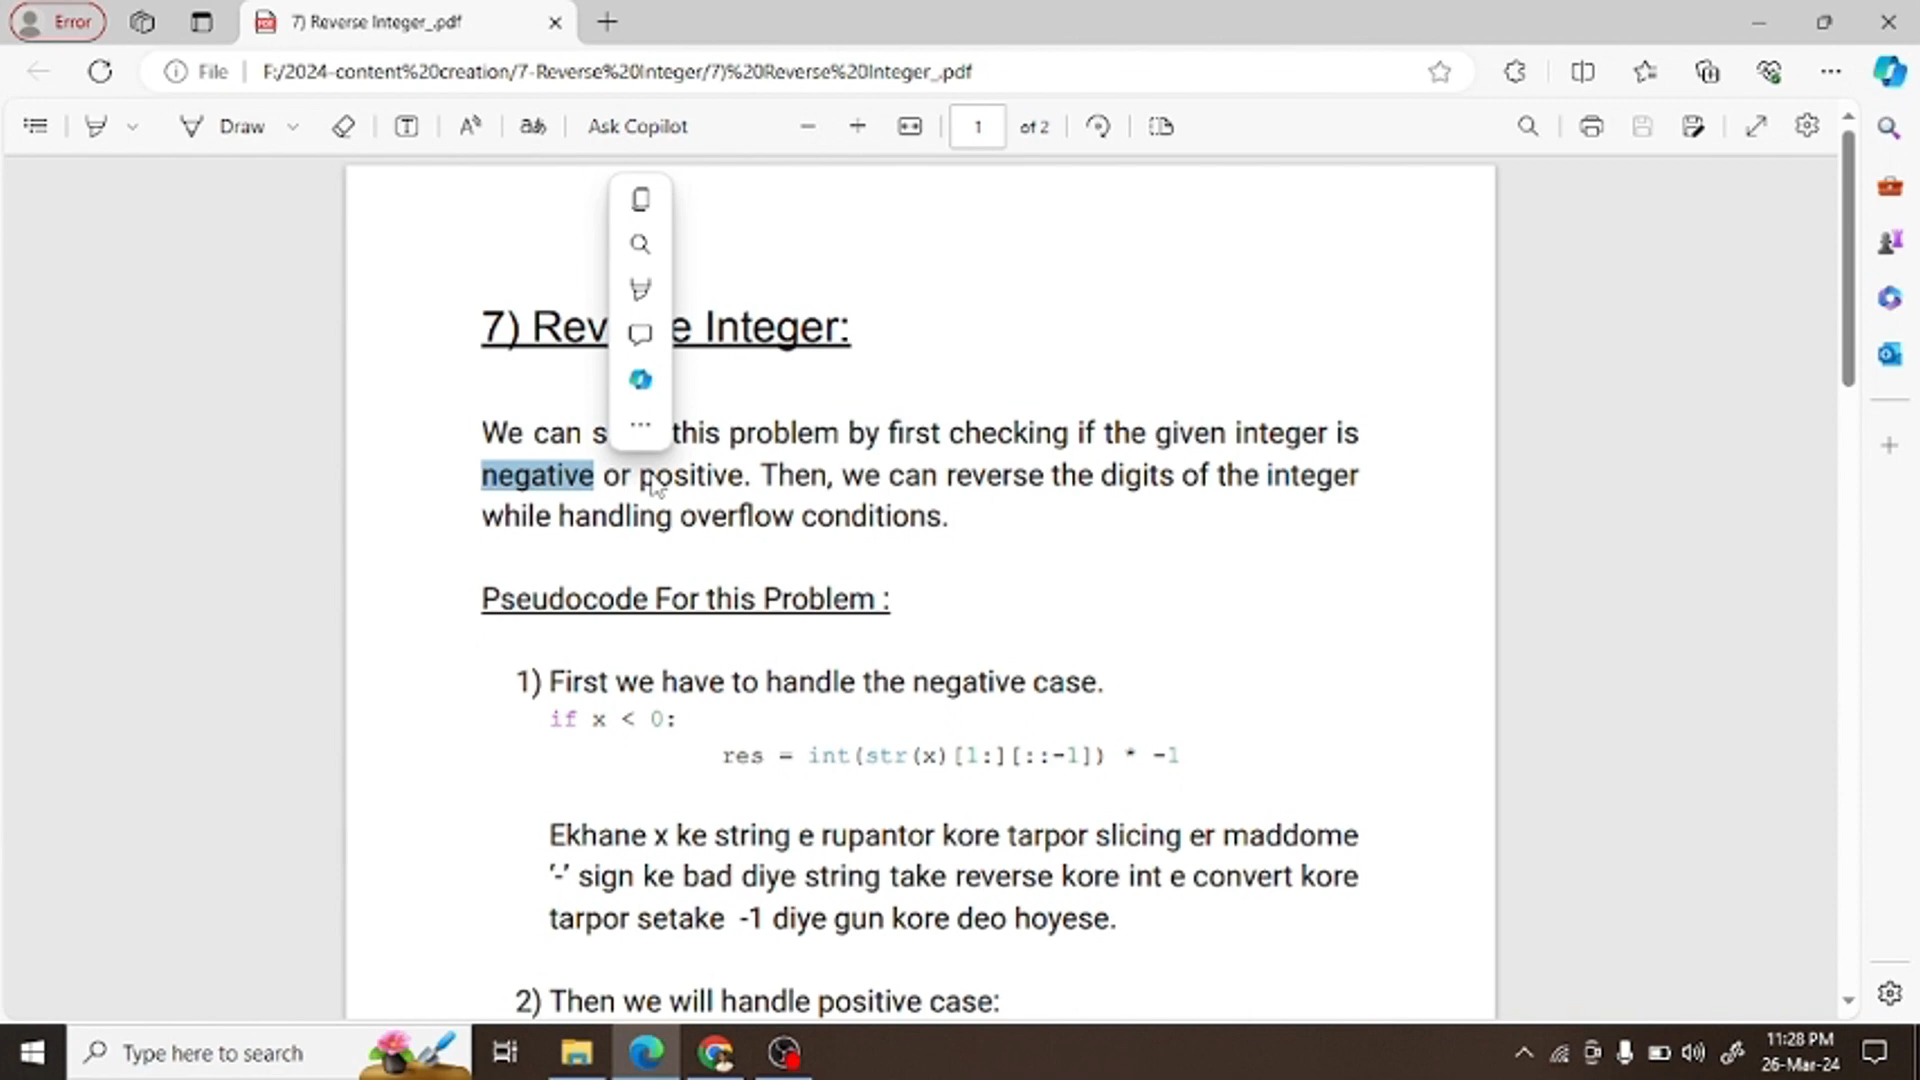 Error
7) Reverse Integer_.pdf
File
F:/2024-content%20creation/7-Reverse%20Integer/7)%20Reverse%20Integer_.pdf
Draw
Ask Copilot
1
of 2
7) Rev e Integer:
We can s this problem by first checking if the given integer is
negative or positive. Then, we can reverse the digits of the integer
while handling overflow conditions.
Pseudocode For this Problem :
1) First we have to handle the negative case.
if x < 0:
res = int(str(x)[1:][::-1]) * -1
Ekhane x ke string e rupantor kore tarpor slicing er maddome
‘-’ sign ke bad diye string take reverse kore int e convert kore
tarpor setake -1 diye gun kore deo hoyese.
2) Then we will handle positive case:
Type here to search
11:28 PM
26-Mar-24